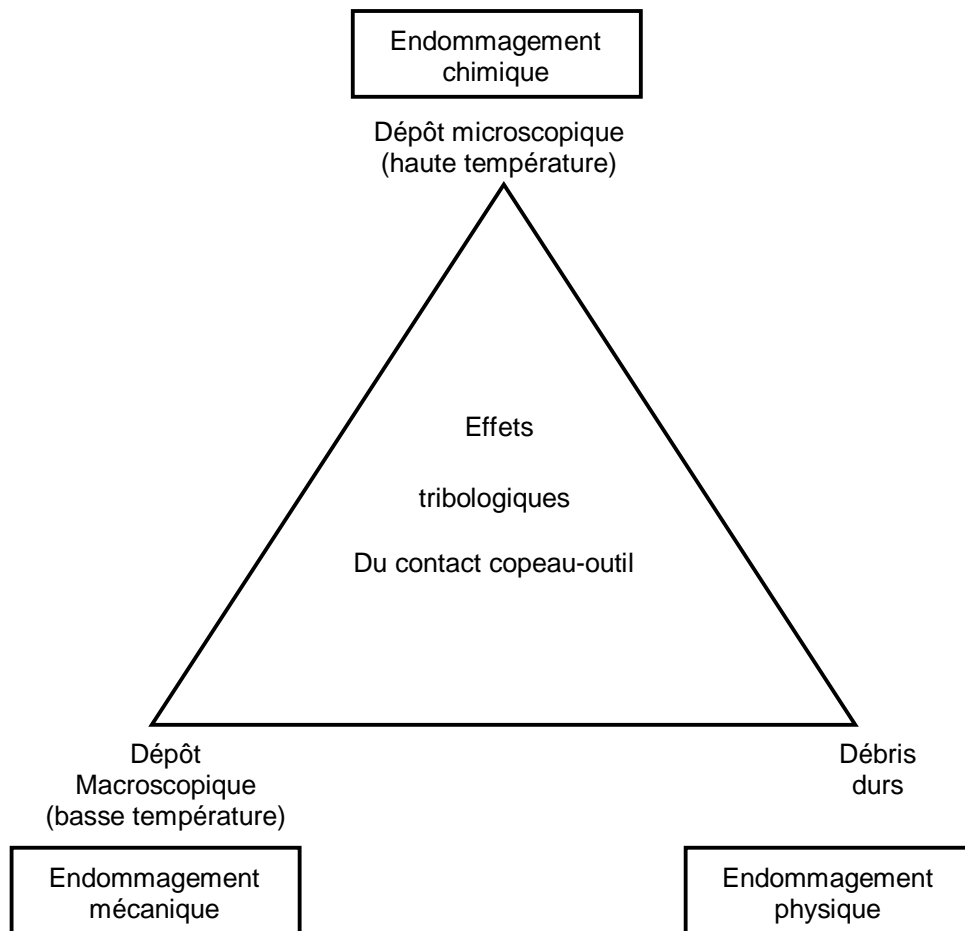 Endommagement
chimique
Dépôt microscopique
(haute température)
Effets
tribologiques
Du contact copeau-outil
Dépôt
Macroscopique
(basse température)
Débris
durs
Endommagement
mécanique
Endommagement
physique